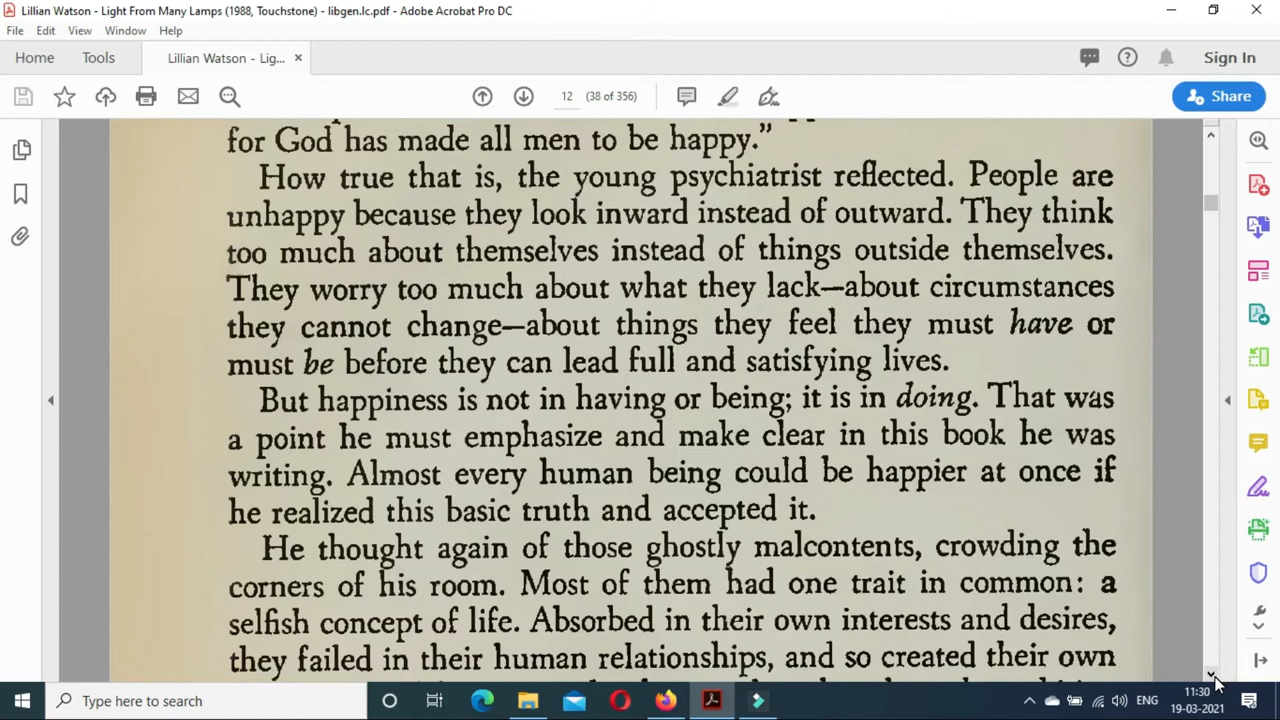 Lillian Watson - Light From Many Lamps (1988, Touchstone) - libgen.lc.pdf - Adobe Acrobat Pro DC
File Edit View Window Help
Home Tools Lillian Watson - Lig... × Sign In
12 (38 of 356) Share
for God has made all men to be happy.”
How true that is, the young psychiatrist reflected. People are
unhappy because they look inward instead of outward. They think
too much about themselves instead of things outside themselves.
They worry too much about what they lack—about circumstances
they cannot change—about things they feel they must have or
must be before they can lead full and satisfying lives.
But happiness is not in having or being; it is in doing. That was
a point he must emphasize and make clear in this book he was
writing. Almost every human being could be happier at once if
he realized this basic truth and accepted it.
He thought again of those ghostly malcontents, crowding the
corners of his room. Most of them had one trait in common: a
selfish concept of life. Absorbed in their own interests and desires,
they failed in their human relationships, and so created their own
Type here to search
ENG
11:30
19-03-2021